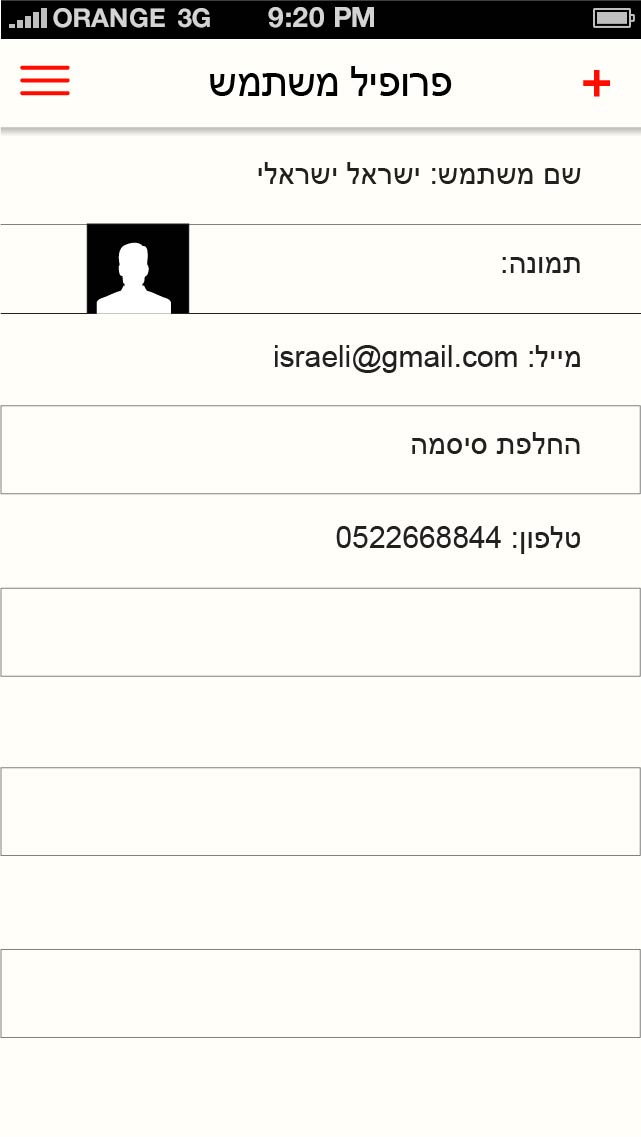 ORANGE 3G 9:20 PM
פרופיל משתמש +
שם משתמש: ישראל ישראלי
תמונה:
מייל: israeli@gmail.com
החלפת סיסמה
טלפון: 0522668844